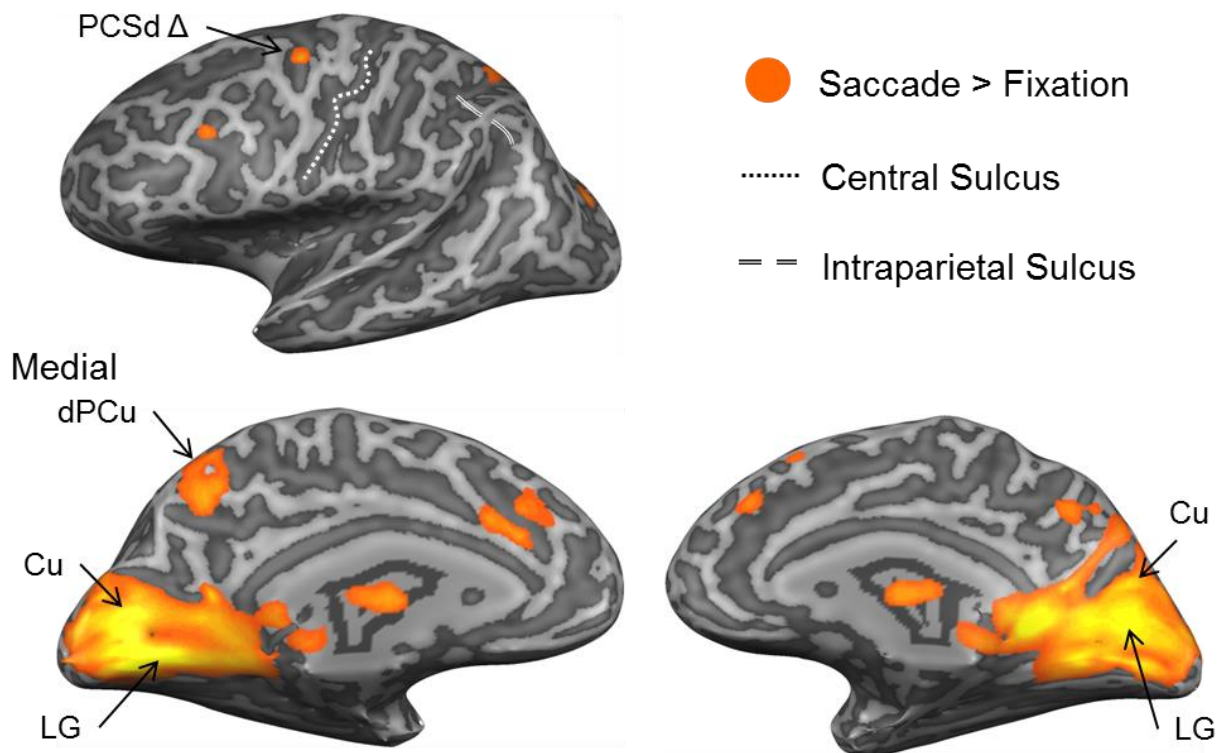 PCSd Δ
Saccade > Fixation
Central Sulcus
Intraparietal Sulcus
Medial
dPCu
Cu
LG
Cu
LG